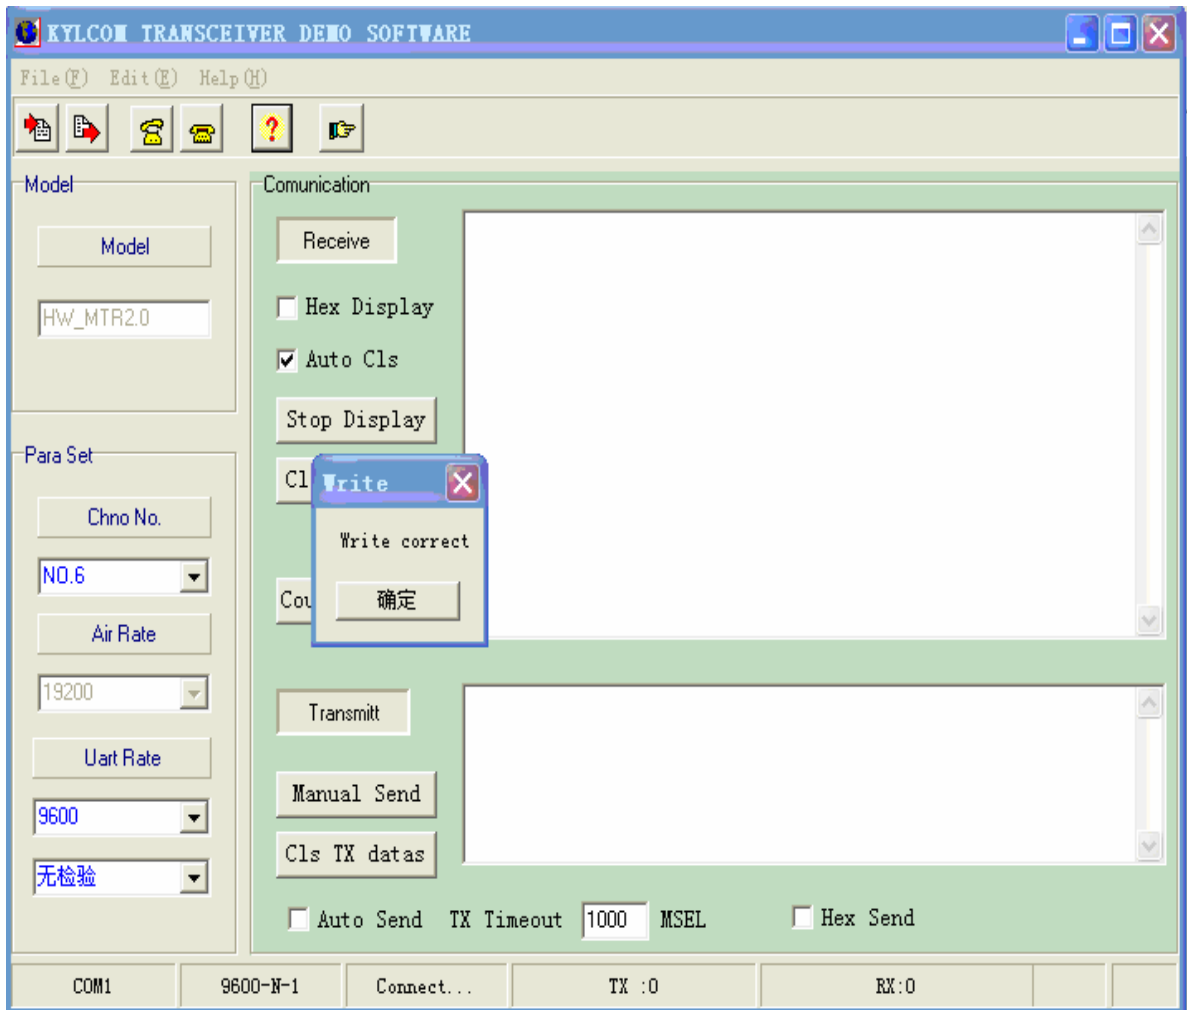 KYLCOM TRANSCEIVER DEMO SOFTWARE
File(F) Edit(E) Help(H)
Model
Model
HW_MTR2.0
Para Set
Chno No.
NO.6
Air Rate
19200
Uart Rate
9600
无检验
Comunication
Receive
Hex Display
Auto Cls
Stop Display
Cl
Cou
Write
Write correct
确定
Transmitt
Manual Send
Cls TX datas
Auto Send TX Timeout 1000 MSEL Hex Send
COM1 9600-N-1 Connect... TX :0 RX:0